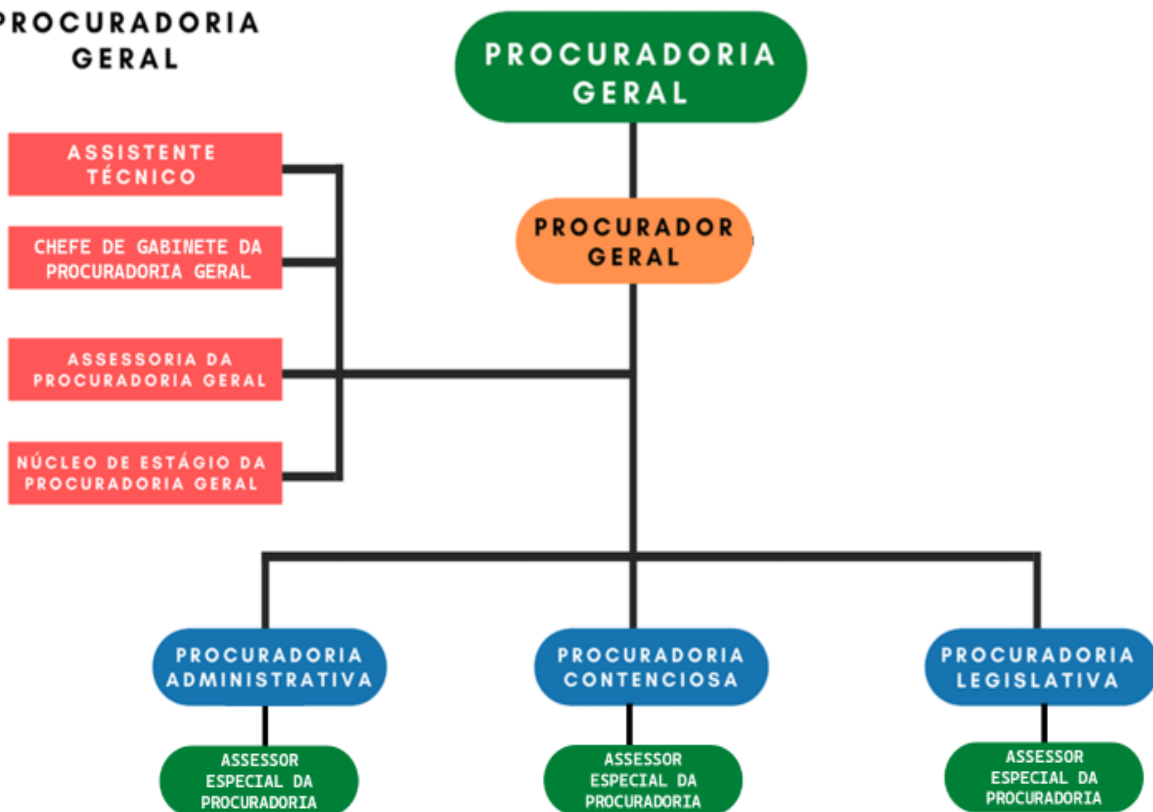 PROCURADORIA
GERAL
PROCURADORIA
GERAL
ASSISTENTE
TÉCNICO
CHEFE DE GABINETE DA
PROCURADORIA GERAL
PROCURADOR
GERAL
ASSESSORIA DA
PROCURADORIA GERAL
NÚCLEO DE ESTÁGIO DA
PROCURADORIA GERAL
PROCURADORIA
ADMINISTRATIVA
PROCURADORIA
CONTENCIOSA
PROCURADORIA
LEGISLATIVA
ASSESSOR
ESPECIAL DA
PROCURADORIA
ASSESSOR
ESPECIAL DA
PROCURADORIA
ASSESSOR
ESPECIAL DA
PROCURADORIA